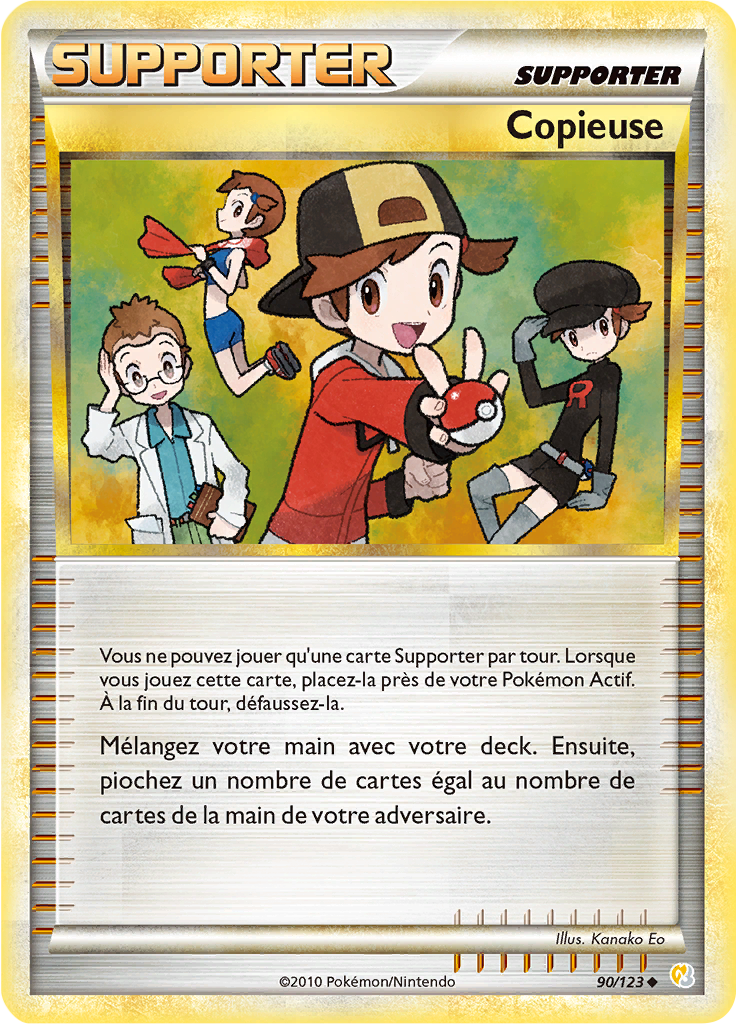 SUPPORTER
SUPPORTER
Copieuse
R
Vous ne pouvez jouer qu'une carte Supporter par tour. Lorsque
vous jouez cette carte, placez-la près de votre Pokémon Actif.
À la fin du tour, défaussez-la.
Mélangez votre main avec votre deck. Ensuite,
piochez un nombre de cartes égal au nombre de
cartes de la main de votre adversaire.
Illus. Kanako Eo
©2010 Pokémon/Nintendo
90/123